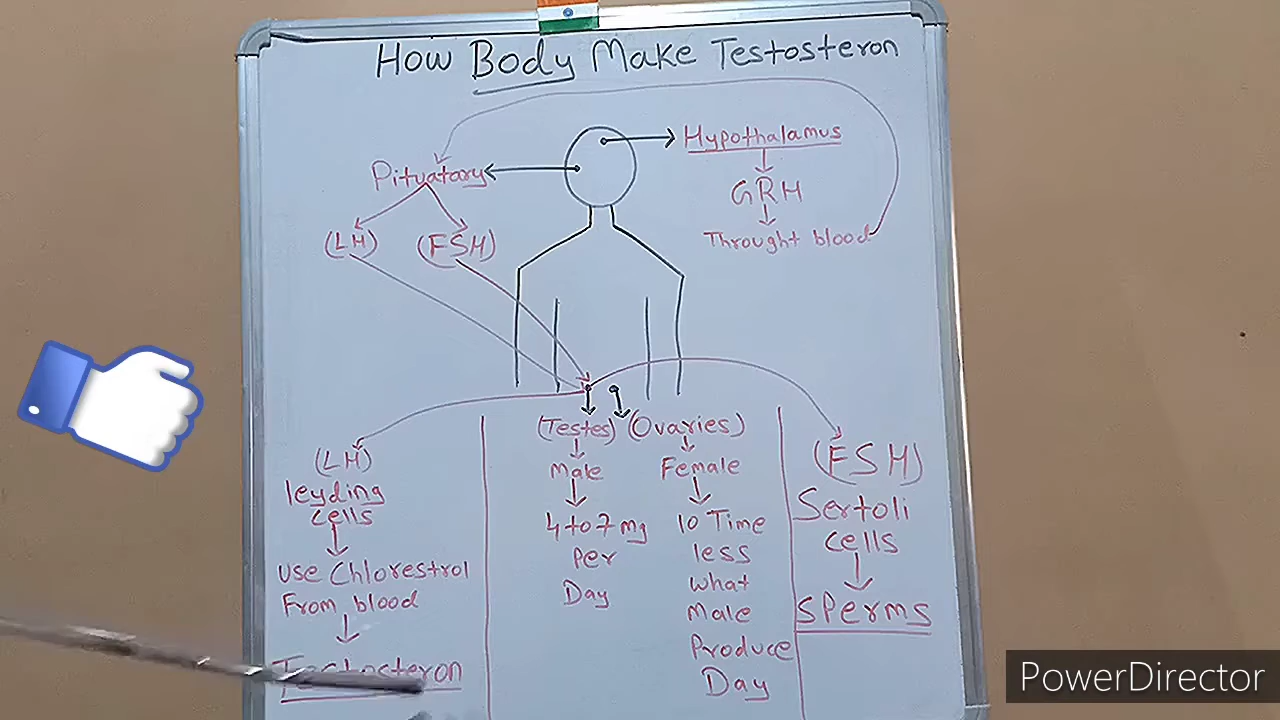 How Body Make Testosteron
Hypothalamus
GRH
Throught blood
Pituatary
(LH)
(FSH)
(LH)
leyding
cells
use Chlorestrol
From blood
Testosteron
(Testes)
Male
4 to 7 mg
Per
Day
(Ovaries)
Female
10 Time
less
what
Male
Produce
Day
(FSH)
Sertoli
cells
SPerms
PowerDirector